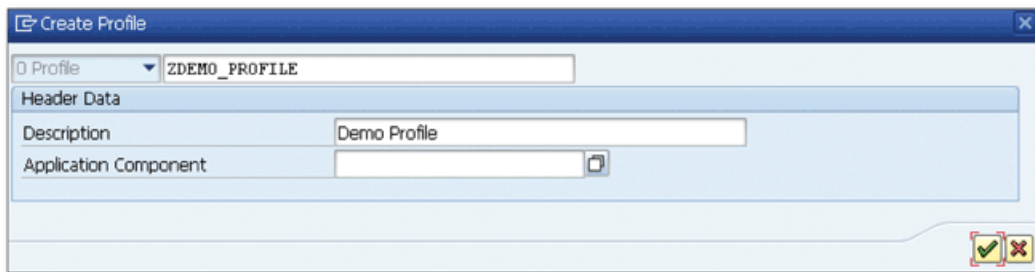 Create Profile
0 Profile ZDEMO_PROFILE
Header Data
Description Demo Profile
Application Component